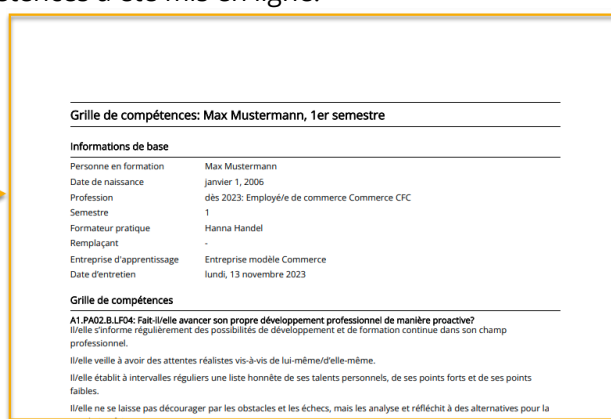 été mis en ligne.
Grille de compétences: Max Mustermann, 1er semestre
Informations de base
Personne en formation Max Mustermann
Date de naissance janvier 1, 2006
Profession dès 2023: Employé/e de commerce Commerce CFC
Semestre 1
Formateur pratique Hanna Handel
Remplaçant -
Entreprise d'apprentissage Entreprise modèle Commerce
Date d'entretien lundi, 13 novembre 2023
Grille de compétences
A1.PA02.B.LF04: Fait-il/elle avancer son propre développement professionnel de manière proactive?
Il/elle s'informe régulièrement des possibilités de développement et de formation continue dans son champ
professionnel.
Il/elle veille à avoir des attentes réalistes vis-à-vis de lui-même/d'elle-même.
Il/elle établit à intervalles réguliers une liste honnête de ses talents personnels, de ses points forts et de ses points
faibles.
Il/elle ne se laisse pas décourager par les obstacles et les échecs, mais les analyse et réfléchit à des alternatives pour la